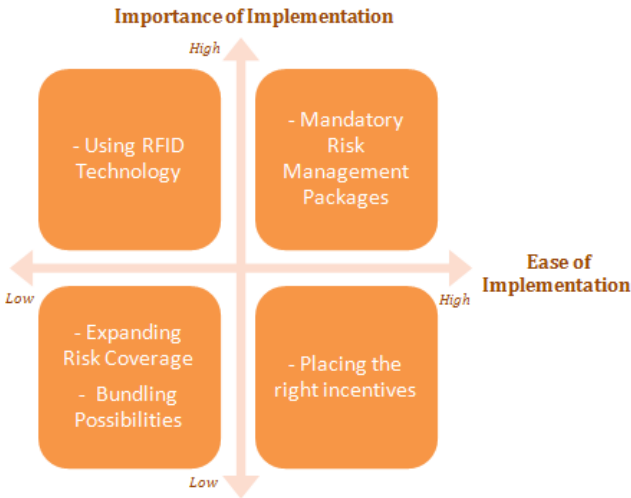 Importance of Implementation
High
- Using RFID
Technology
- Mandatory
Risk
Management
Packages
Ease of
Implementation
Low
High
- Expanding
Risk Coverage
- Bundling
Possibilities
- Placing the
right incentives
Low